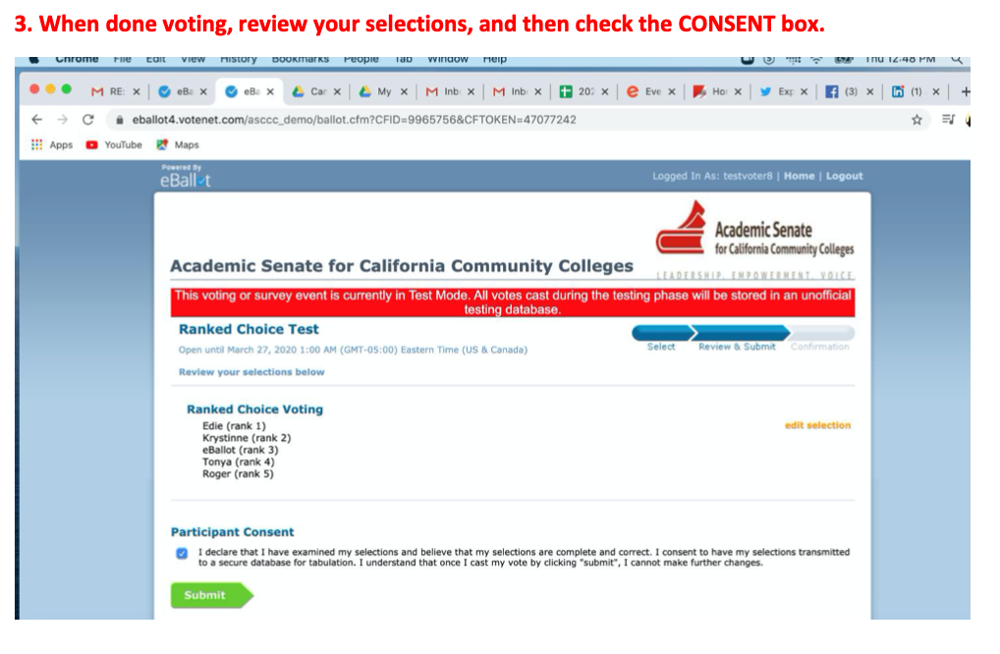 3. When done voting, review your selections, and then check the CONSENT box.
Chrome File Edit View History Bookmarks People Tab Window Help Thu 12:48 PM
RE: eBa eBa Car My Inb Inb 202 Eve Hor Exp (3) (1)
eballot4.votenet.com/asccc_demo/ballot.cfm?CFID=9965756&CFTOKEN=47077242
Apps YouTube Maps
Powered By
eBallot
Logged In As: testvoter8 | Home | Logout
Academic Senate
for California Community Colleges
LEADERSHIP. EMPOWERMENT. VOICE.
Academic Senate for California Community Colleges
This voting or survey event is currently in Test Mode. All votes cast during the testing phase will be stored in an unofficial
testing database.
Ranked Choice Test
Open until March 27, 2020 1:00 AM (GMT-05:00) Eastern Time (US & Canada)
Select Review & Submit Confirmation
Review your selections below
Ranked Choice Voting
Edie (rank 1)
edit selection
Krystinne (rank 2)
eBallot (rank 3)
Tonya (rank 4)
Roger (rank 5)
Participant Consent
I declare that I have examined my selections and believe that my selections are complete and correct. I consent to have my selections transmitted
to a secure database for tabulation. I understand that once I cast my vote by clicking "submit", I cannot make further changes.
Submit